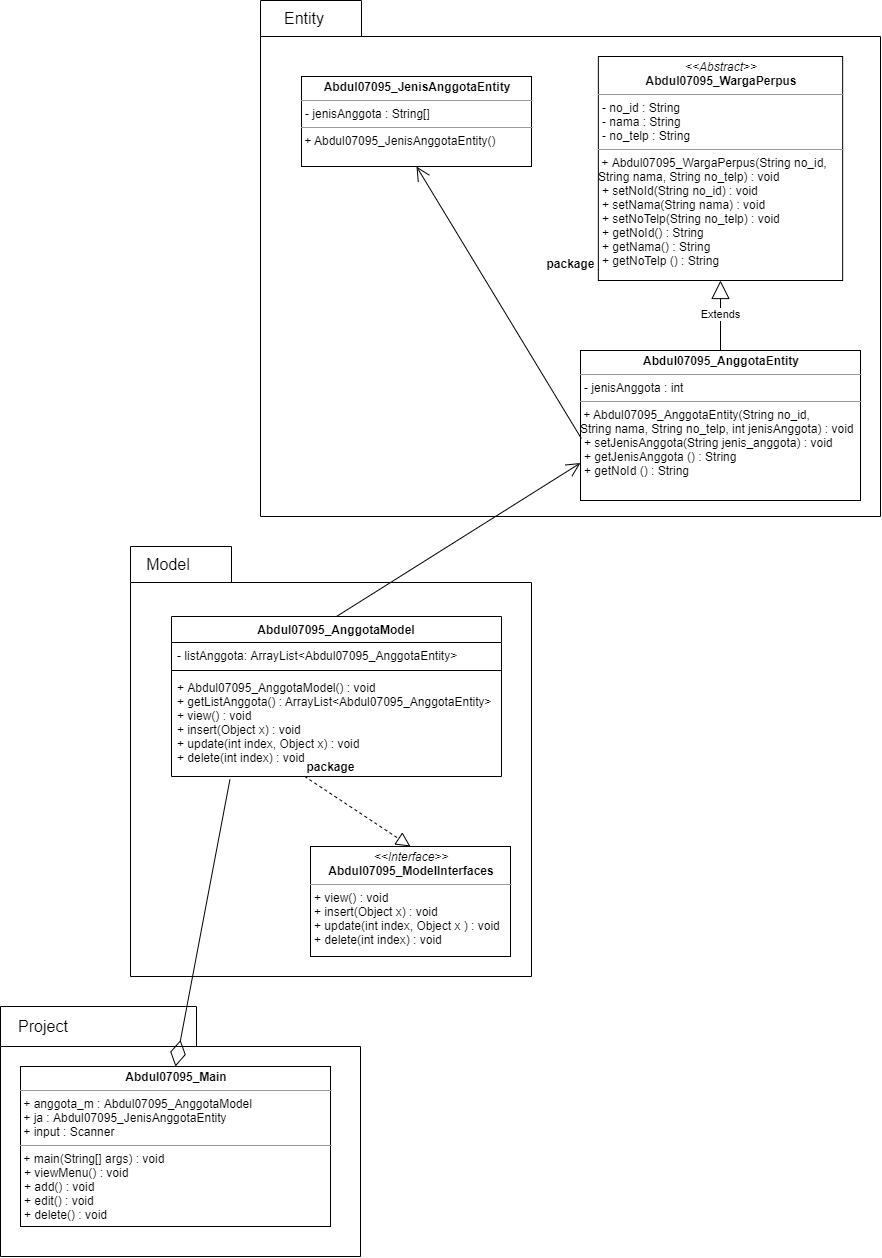 Entity
Abdul07095_JenisAnggotaEntity
- jenisAnggota : String[]
+ Abdul07095_JenisAnggotaEntity()
<<Abstract>>
Abdul07095_WargaPerpus
- no_id : String
- nama : String
- no_telp : String
+ Abdul07095_WargaPerpus(String no_id,
String nama, String no_telp) : void
+ setNoId(String no_id) : void
+ setNama(String nama) : void
+ setNoTelp(String no_telp) : void
+ getNoId() : String
+ getNama() : String
+ getNoTelp () : String
package
Extends
Abdul07095_AnggotaEntity
- jenisAnggota : int
+ Abdul07095_AnggotaEntity(String no_id,
String nama, String no_telp, int jenisAnggota) : void
+ setJenisAnggota(String jenis_anggota) : void
+ getJenisAnggota () : String
+ getNoId () : String
Model
Abdul07095_AnggotaModel
- listAnggota: ArrayList<Abdul07095_AnggotaEntity>
+ Abdul07095_AnggotaModel() : void
+ getListAnggota() : ArrayList<Abdul07095_AnggotaEntity>
+ view() : void
+ insert(Object x) : void
+ update(int index, Object x) : void
+ delete(int index) : void
package
<<Interface>>
Abdul07095_ModelInterfaces
+ view() : void
+ insert(Object x) : void
+ update(int index, Object x ) : void
+ delete(int index) : void
Project
Abdul07095_Main
+ anggota_m : Abdul07095_AnggotaModel
+ ja : Abdul07095_JenisAnggotaEntity
+ input : Scanner
+ main(String[] args) : void
+ viewMenu() : void
+ add() : void
+ edit() : void
+ delete() : void